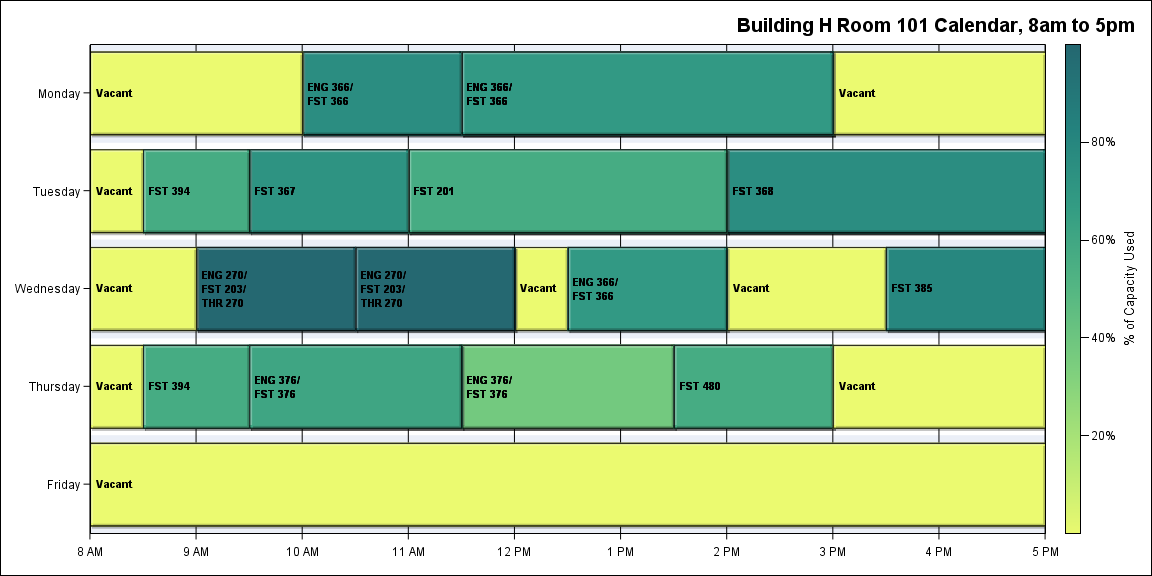 Building H Room 101 Calendar, 8am to 5pm
Monday
Vacant
ENG 366/
FST 366
ENG 366/
FST 366
Vacant
Tuesday
Vacant
FST 394
FST 367
FST 201
FST 368
Wednesday
Vacant
ENG 270/
FST 203/
THR 270
ENG 270/
FST 203/
THR 270
Vacant
ENG 366/
FST 366
Vacant
FST 385
Thursday
Vacant
FST 394
ENG 376/
FST 376
ENG 376/
FST 376
FST 480
Vacant
Friday
Vacant
8 AM
9 AM
10 AM
11 AM
12 PM
1 PM
2 PM
3 PM
4 PM
5 PM
80%
60%
40%
20%
% of Capacity Used